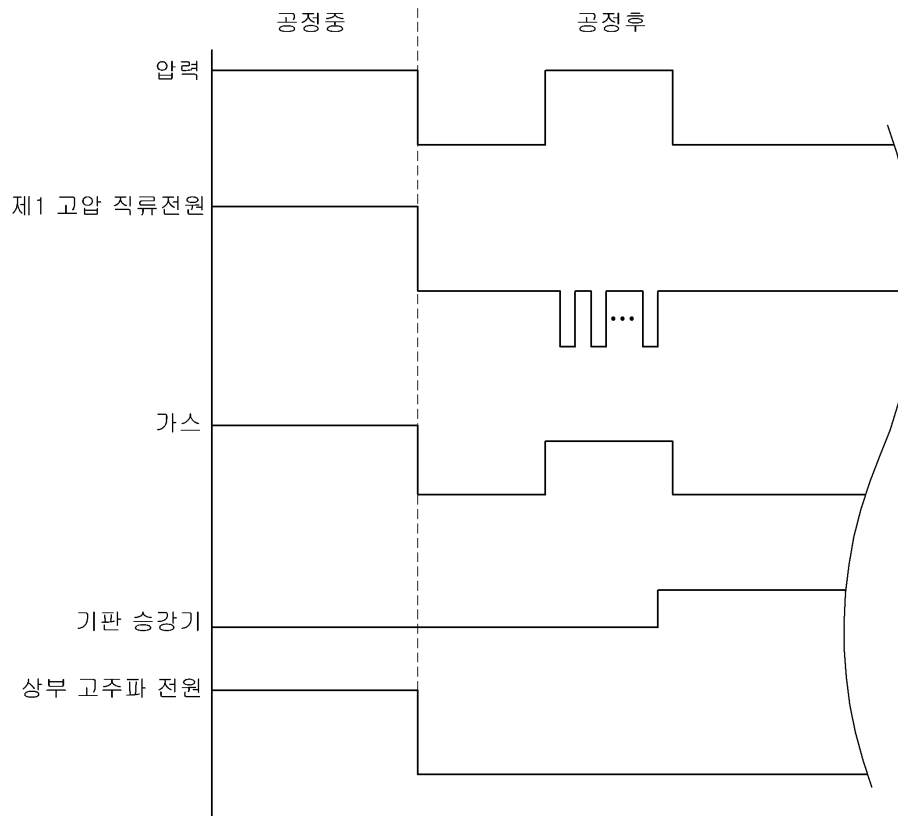 공정중
공정후
압력
제1 고압 직류전원
가스
기판 승강기
상부 고주파 전원